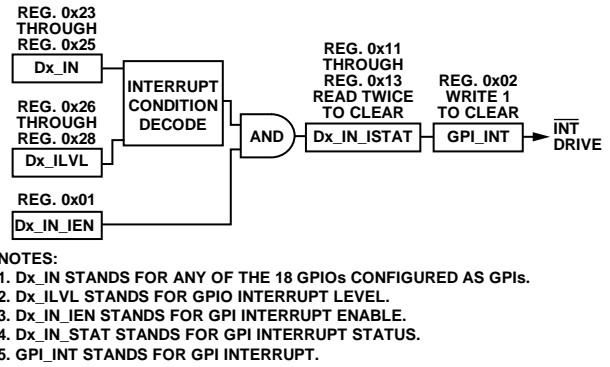 REG. 0x23
THROUGH
REG. 0x25
Dx_IN
REG. 0x26
THROUGH
REG. 0x28
Dx_ILVL
REG. 0x01
Dx_IN_IEN
INTERRUPT
CONDITION
DECODE
AND
REG. 0x11
THROUGH
REG. 0x13
READ TWICE
TO CLEAR
Dx_IN_ISTAT
REG. 0x02
WRITE 1
TO CLEAR
GPI_INT
INT
DRIVE
NOTES:
1. Dx_IN STANDS FOR ANY OF THE 18 GPIOs CONFIGURED AS GPIs.
2. Dx_ILVL STANDS FOR GPIO INTERRUPT LEVEL.
3. Dx_IN_IEN STANDS FOR GPI INTERRUPT ENABLE.
4. Dx_IN_STAT STANDS FOR GPI INTERRUPT STATUS.
5. GPI_INT STANDS FOR GPI INTERRUPT.